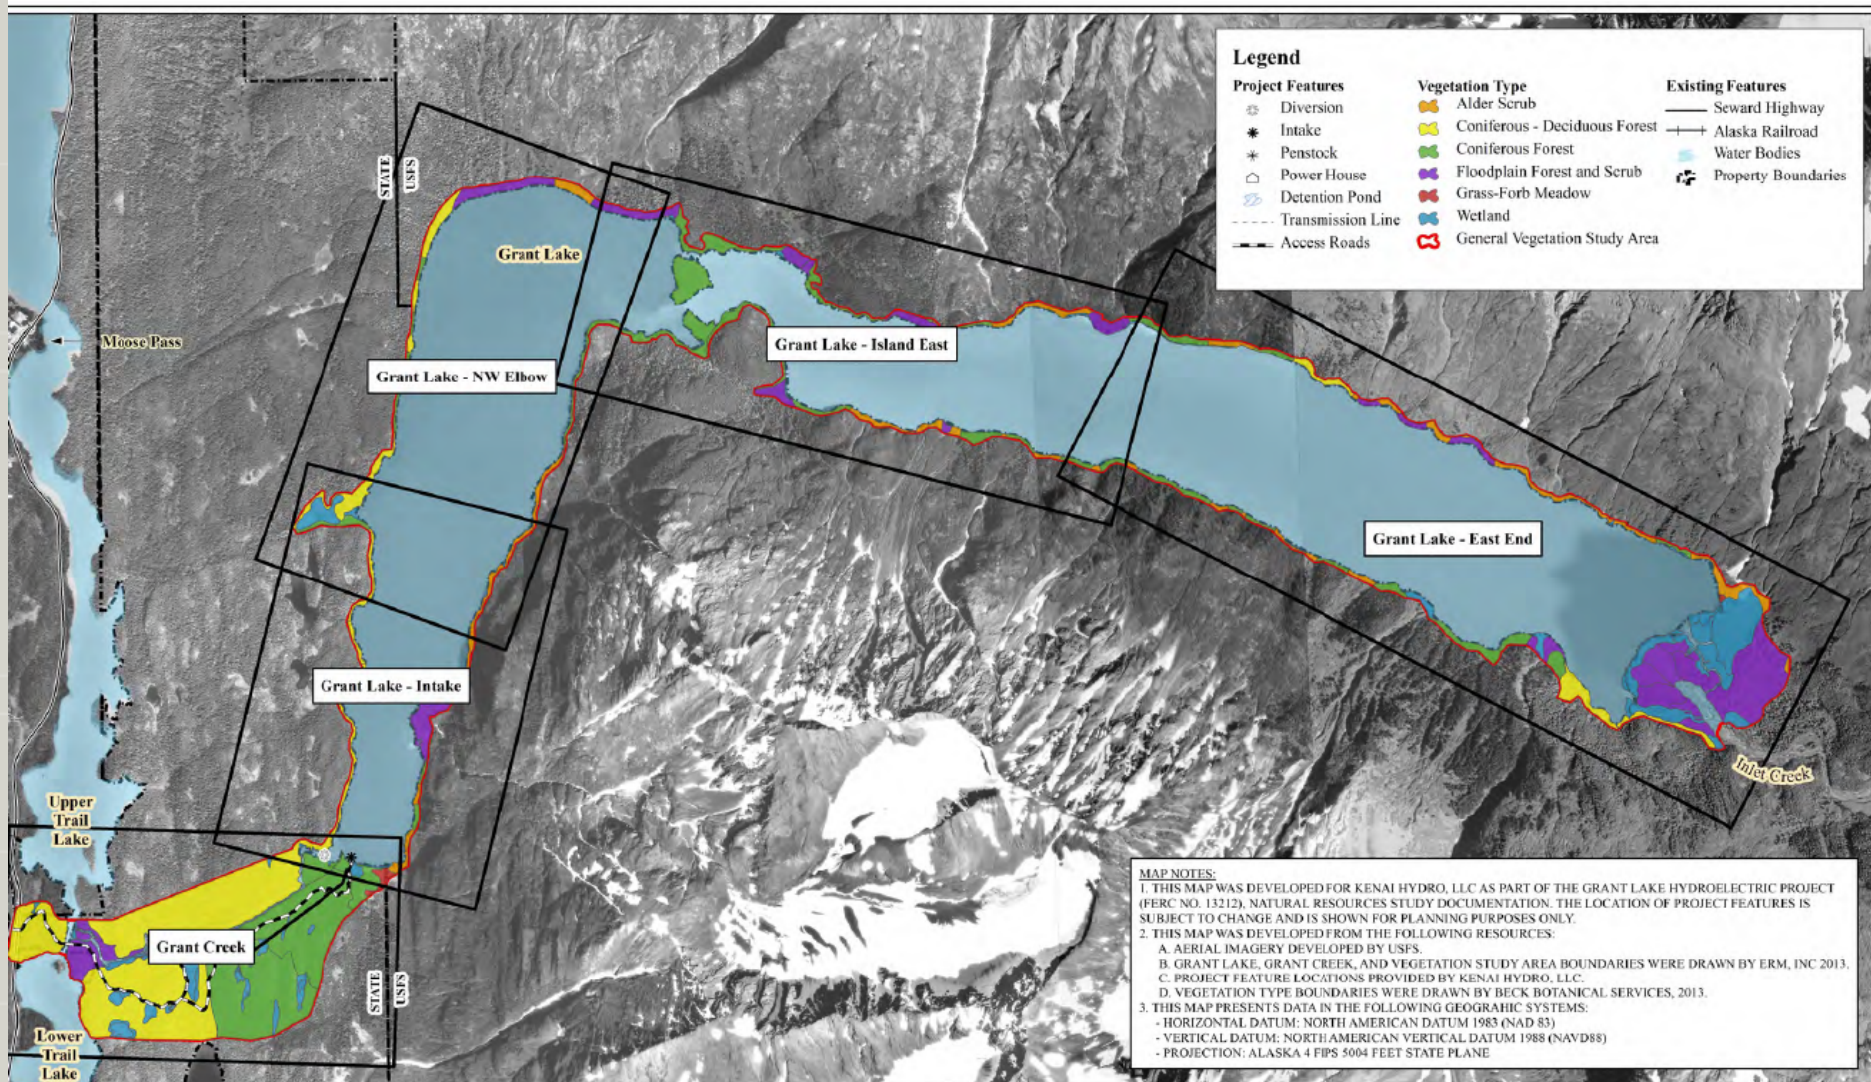 Legend
Project Features
Diversion
Intake
Penstock
Power House
Detention Pond
Transmission Line
Access Roads
Vegetation Type
Alder Scrub
Coniferous - Deciduous Forest
Coniferous Forest
Floodplain Forest and Scrub
Grass-Forb Meadow
Wetland
General Vegetation Study Area
Existing Features
Seward Highway
Alaska Railroad
Water Bodies
Property Boundaries
STATE
USFS
Grant Lake
Moose Pass
Grant Lake - Island East
Grant Lake - NW Elbow
Grant Lake - East End
Grant Lake - Intake
Inlet Creek
Upper
Trail
Lake
Grant Creek
STATE
USFS
Lower
Trail
Lake
MAP NOTES:
1. THIS MAP WAS DEVELOPED FOR KENAI HYDRO, LLC AS PART OF THE GRANT LAKE HYDROELECTRIC PROJECT
(FERC NO. 13212), NATURAL RESOURCES STUDY DOCUMENTATION. THE LOCATION OF PROJECT FEATURES IS
SUBJECT TO CHANGE AND IS SHOWN FOR PLANNING PURPOSES ONLY.
2. THIS MAP WAS DEVELOPED FROM THE FOLLOWING RESOURCES:
A. AERIAL IMAGERY DEVELOPED BY USFS.
B. GRANT LAKE, GRANT CREEK, AND VEGETATION STUDY AREA BOUNDARIES WERE DRAWN BY ERM, INC 2013.
C. PROJECT FEATURE LOCATIONS PROVIDED BY KENAI HYDRO, LLC.
D. VEGETATION TYPE BOUNDARIES WERE DRAWN BY BECK BOTANICAL SERVICES, 2013.
3. THIS MAP PRESENTS DATA IN THE FOLLOWING GEOGRAHIC SYSTEMS:
- HORIZONTAL DATUM: NORTH AMERICAN DATUM 1983 (NAD 83)
- VERTICAL DATUM: NORTH AMERICAN VERTICAL DATUM 1988 (NAVD88)
- PROJECTION: ALASKA 4 FIPS 5004 FEET STATE PLANE